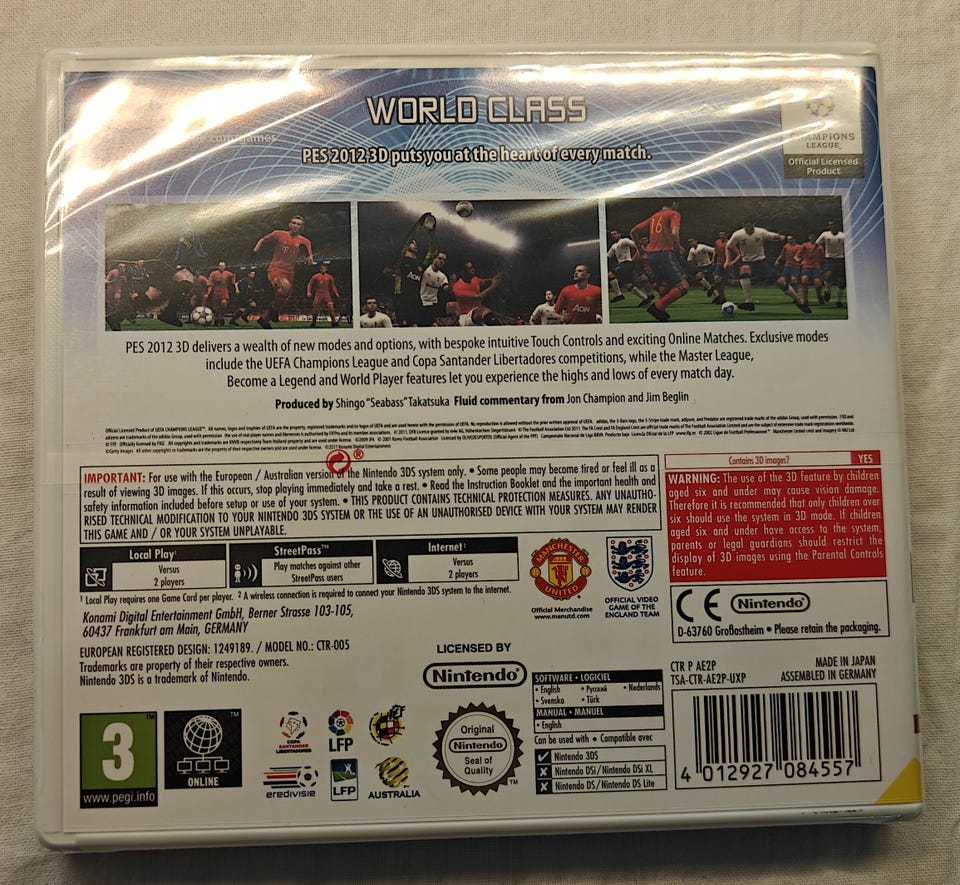 WORLD CLASS
PES 2012 3D puts you at the heart of every match.
CHAMPIONS
LEAGUE
Official Licensed
Product
16
AON
AON
PES 2012 3D delivers a wealth of new modes and options, with bespoke intuitive Touch Controls and exciting Online Matches. Exclusive modes
include the UEFA Champions League and Copa Santander Libertadores competitions, while the Master League,
Become a Legend and World Player features let you experience the highs and lows of every match day.
Produced by Shingo "Seabass" Takatsuka Fluid commentary from Jon Champion and Jim Beglin
IMPORTANT: For use with the European / Australian version of the Nintendo 3DS system only. • Some people may become tired or feel ill as a
result of viewing 3D images. If this occurs, stop playing immediately and take a rest. • Read the Instruction Booklet and the important health and
safety information included before setup or use of your system. • THIS PRODUCT CONTAINS TECHNICAL PROTECTION MEASURES. ANY UNAUTHO-
RISED TECHNICAL MODIFICATION TO YOUR NINTENDO 3DS SYSTEM OR THE USE OF AN UNAUTHORISED DEVICE WITH YOUR SYSTEM MAY RENDER
THIS GAME AND / OR YOUR SYSTEM UNPLAYABLE.
Contains 3D images? YES
WARNING: The use of the 3D feature by children
aged six and under may cause vision damage.
Therefore it is recommended that only children over
six should use the system in 3D mode. If children
aged six and under have access to the system,
parents or legal guardians should restrict the
display of 3D images using the Parental Controls
feature.
Local Play¹
Versus
2 players
StreetPass™
Play matches against other
StreetPass users
Internet²
Versus
2 players
¹ Local Play requires one Game Card per player. ² A wireless connection is required to connect your Nintendo 3DS system to the internet.
MANCHESTER
UNITED
Official Merchandise
www.manutd.com
OFFICIAL VIDEO
GAME OF THE
ENGLAND TEAM
CE Nintendo®
D-63760 Großostheim • Please retain the packaging.
Konami Digital Entertainment GmbH, Berner Strasse 103-105,
60437 Frankfurt am Main, GERMANY
EUROPEAN REGISTERED DESIGN: 1249189. / MODEL NO.: CTR-005
Trademarks are property of their respective owners.
Nintendo 3DS is a trademark of Nintendo.
LICENSED BY
Nintendo®
SOFTWARE • LOGICIEL
• English • Русский • Nederlands
• Svenska • Türk
MANUAL • MANUEL
• English
Can be used with • Compatible avec
Nintendo 3DS
Nintendo DSi / Nintendo DSi XL
Nintendo DS / Nintendo DS Lite
CTR P AE2P
TSA-CTR-AE2P-UXP
MADE IN JAPAN
ASSEMBLED IN GERMANY
4 012927 084557
3
www.pegi.info
ONLINE
COPA
SANTANDER
LIBERTADORES
LFP
eredivisie
LFP
AUSTRALIA
Original
Nintendo
Seal of
Quality